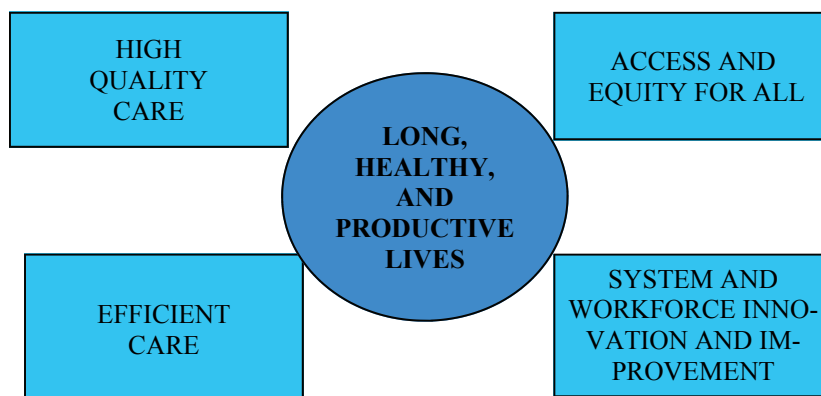 HIGH
QUALITY
CARE
ACCESS AND
EQUITY FOR ALL
LONG,
HEALTHY,
AND
PRODUCTIVE
LIVES
EFFICIENT
CARE
SYSTEM AND
WORKFORCE INNO-
VATION AND IM-
PROVEMENT